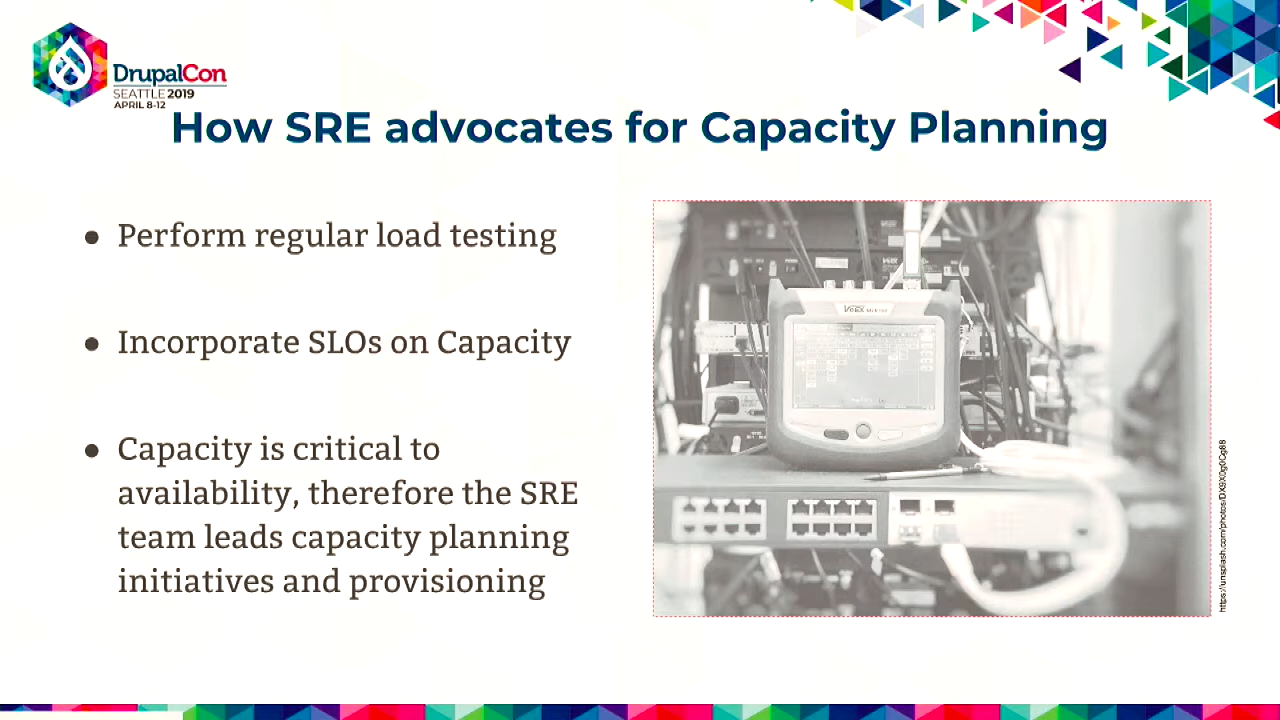 DrupalCon
SEATTLE 2019
APRIL 8-12
How SRE advocates for Capacity Planning
● Perform regular load testing
● Incorporate SLOs on Capacity
● Capacity is critical to
availability, therefore the SRE
team leads capacity planning
initiatives and provisioning
VeEX